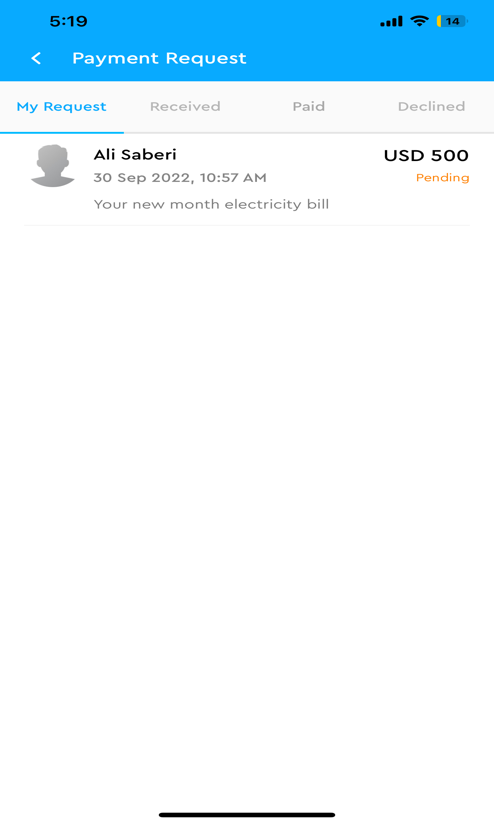 5:19 14
Payment Request
My Request Received Paid Declined
Ali Saberi USD 500
30 Sep 2022, 10:57 AM Pending
Your new month electricity bill